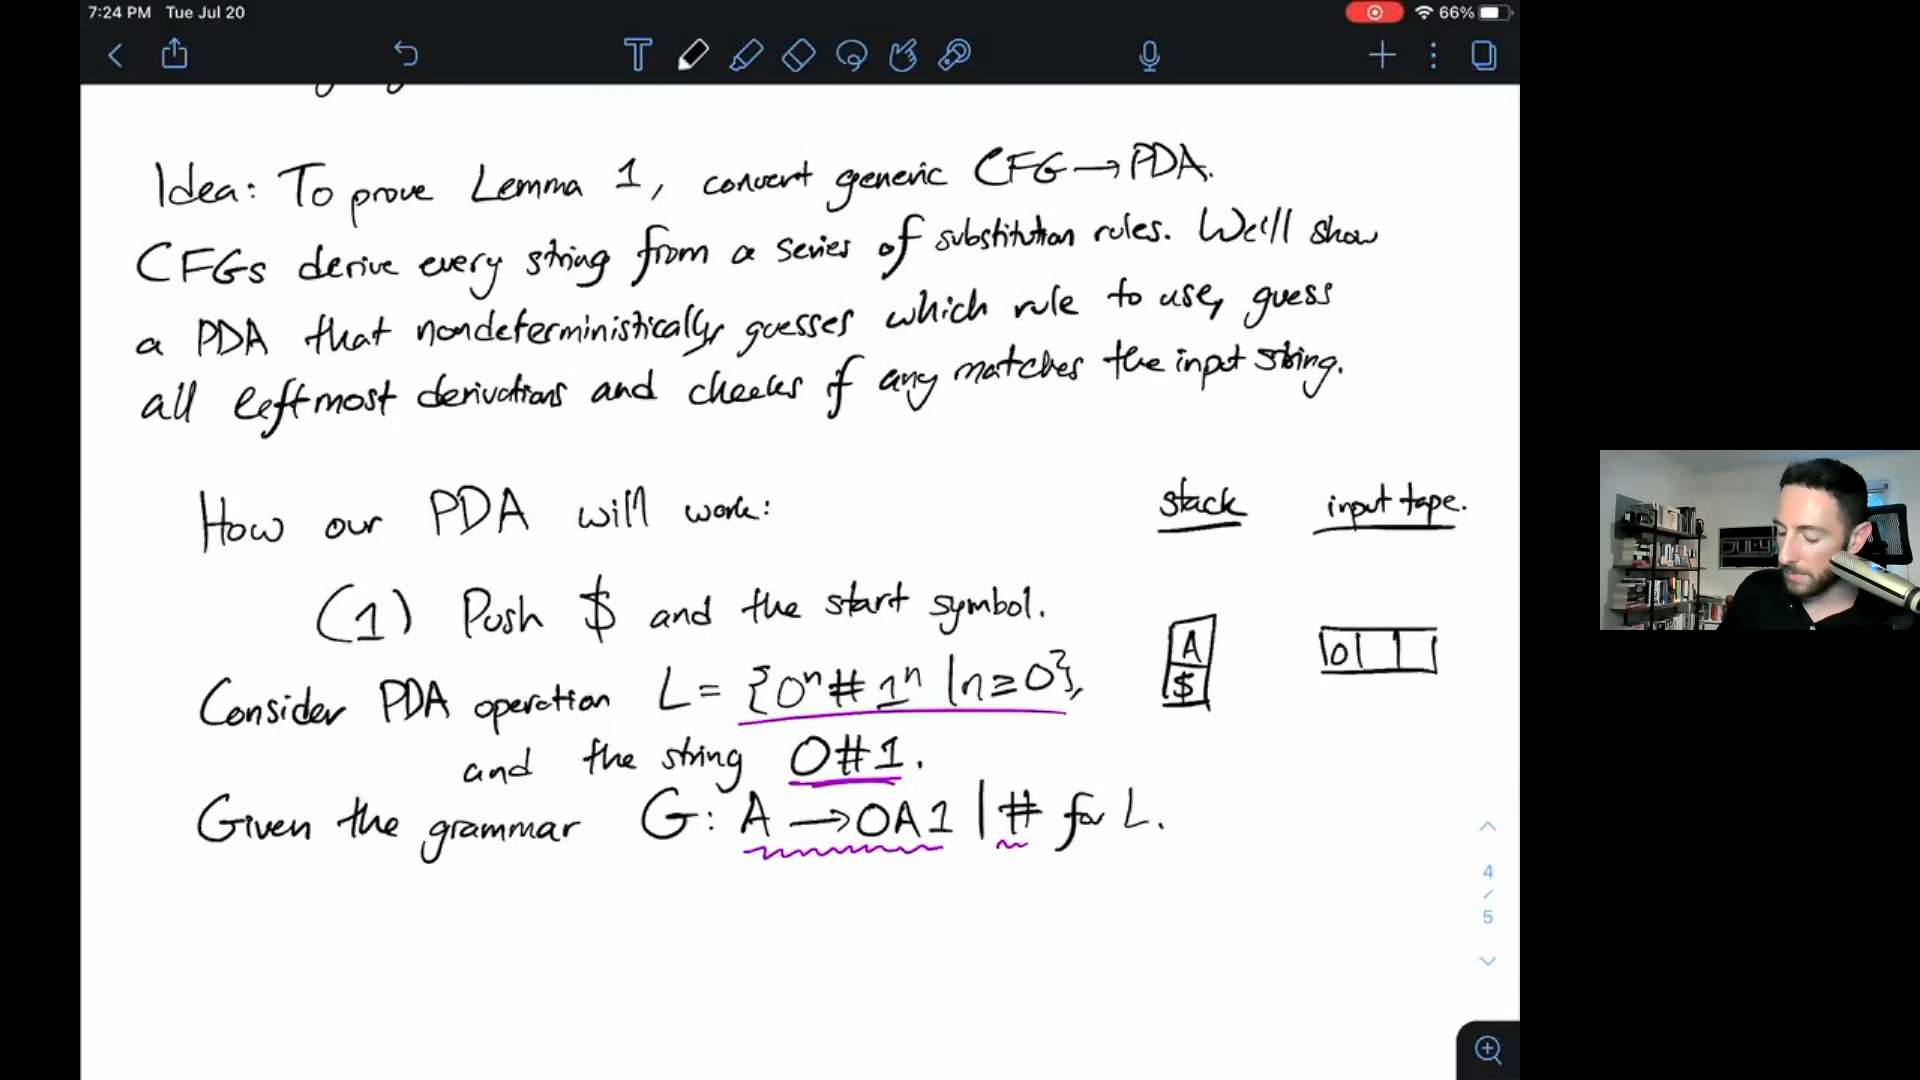 7:24 PM Tue Jul 20
66%
Idea: To prove Lemma 1, convert generic CFG → PDA.
CFGs derive every string from a series of substitution rules. We'll show
a PDA that nondeterministically guesses which rule to use, guess
all leftmost derivations and checks if any matches the input string.
How our PDA will work:
stack input tape.
(1) Push $ and the start symbol.
A
$
0
Consider PDA operation L = {0ⁿ#1ⁿ | n ≥ 0},
and the string 0#1.
Given the grammar G: A → 0A1 | # for L.
4
/
5